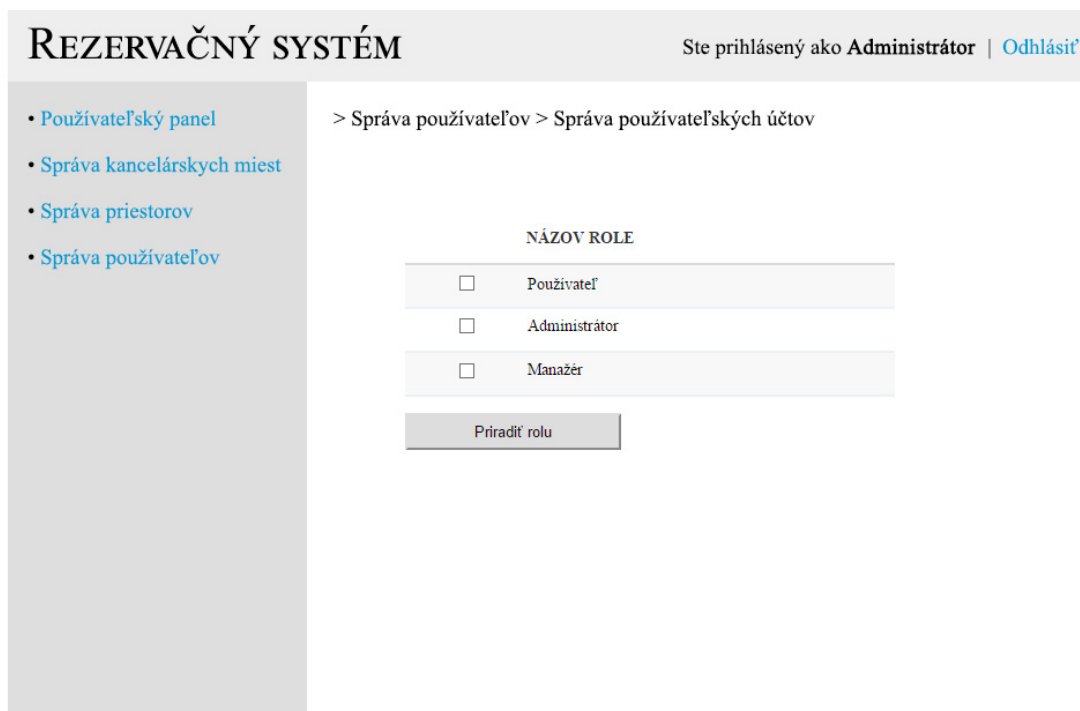 REZERVAČNÝ SYSTÉM
Ste prihlásený ako Administrátor | Odhlásiť
• Používateľský panel
• Správa kancelárskych miest
• Správa priestorov
• Správa používateľov
> Správa používateľov > Správa používateľských účtov
NÁZOV ROLE
Používateľ
Administrátor
Manažér
Priradiť rolu